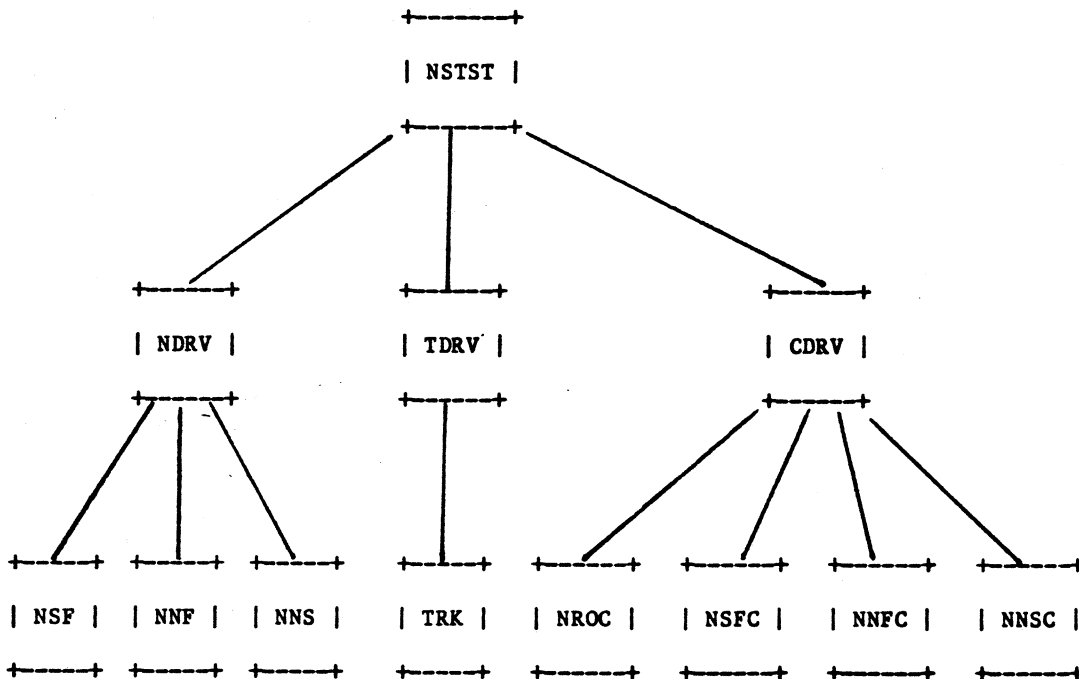 +-------+
| NSTST |
+-------+
+------+ +------+ +------+
| NDRV | | TDRV | | CDRV |
+------+ +------+ +------+
+-----+ +-----+ +-----+ +-----+ +------+ +------+ +------+ +------+
| NSF | | NNF | | NNS | | TRK | | NROC | | NSFC | | NNFC | | NNSC |
+-----+ +-----+ +-----+ +-----+ +------+ +------+ +------+ +------+